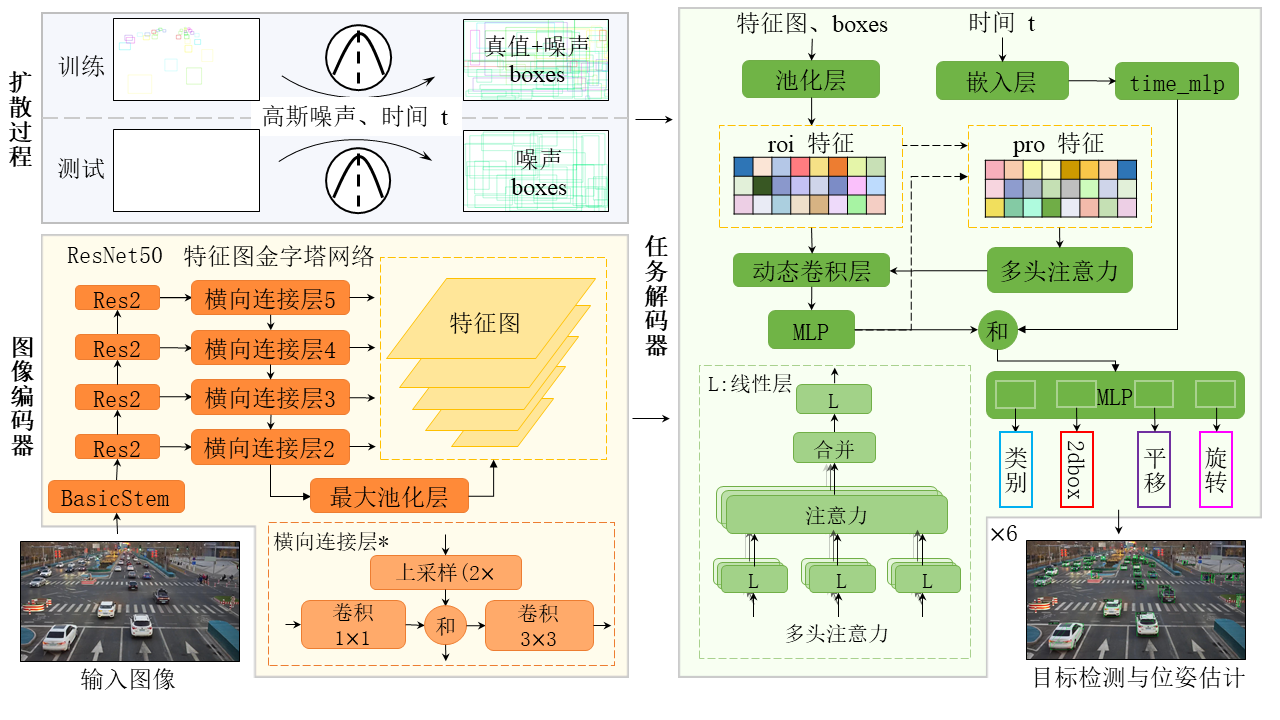 扩散过程
训练
真值+噪声
boxes
高斯噪声、时间 t
测试
噪声
boxes
图像编码器
ResNet50 特征图金字塔网络
Res2
横向连接层5
特征图
Res2
横向连接层4
Res2
横向连接层3
Res2
横向连接层2
BasicStem
最大池化层
横向连接层*
上采样(2×
卷积
1×1
和
卷积
3×3
输入图像
任务解码器
特征图、boxes
时间 t
池化层
嵌入层
time_mlp
roi 特征
pro 特征
动态卷积层
多头注意力
MLP
和
MLP
类别
2dbox
平移
旋转
L:线性层
L
合并
注意力
L
L
L
多头注意力
×6
目标检测与位姿估计